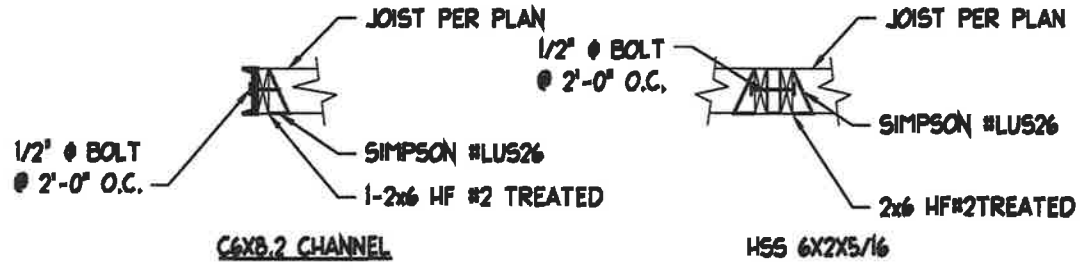 JOIST PER PLAN
1/2" Φ BOLT
@ 2'-0" O.C.
SIMPSON #LUS26
1-2x6 HF #2 TREATED
C6X8.2 CHANNEL
JOIST PER PLAN
1/2" Φ BOLT
@ 2'-0" O.C.
SIMPSON #LUS26
2x6 HF#2TREATED
HSS 6X2X5/16